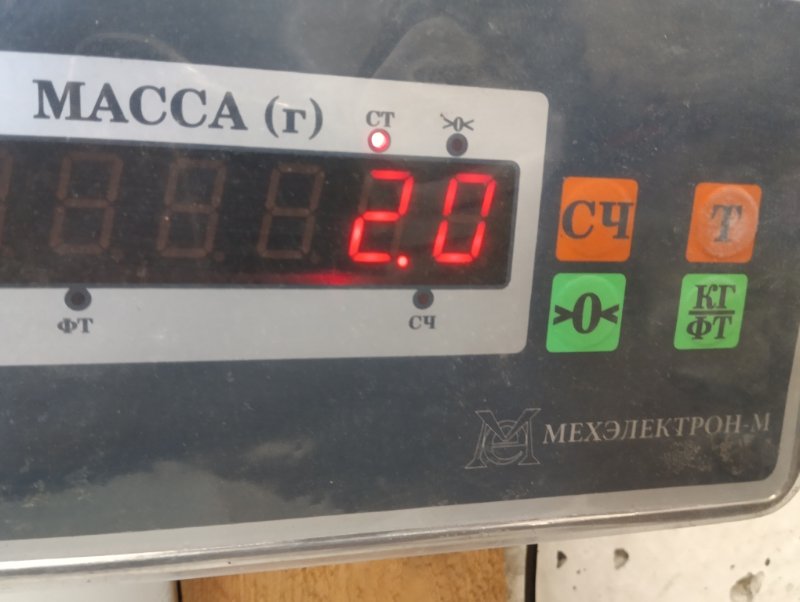 МАССА (г)
СТ
>0<
2.0
СЧ
Т
>0<
КГ
ФТ
ФТ
СЧ
МЕХЭЛЕКТРОН-М